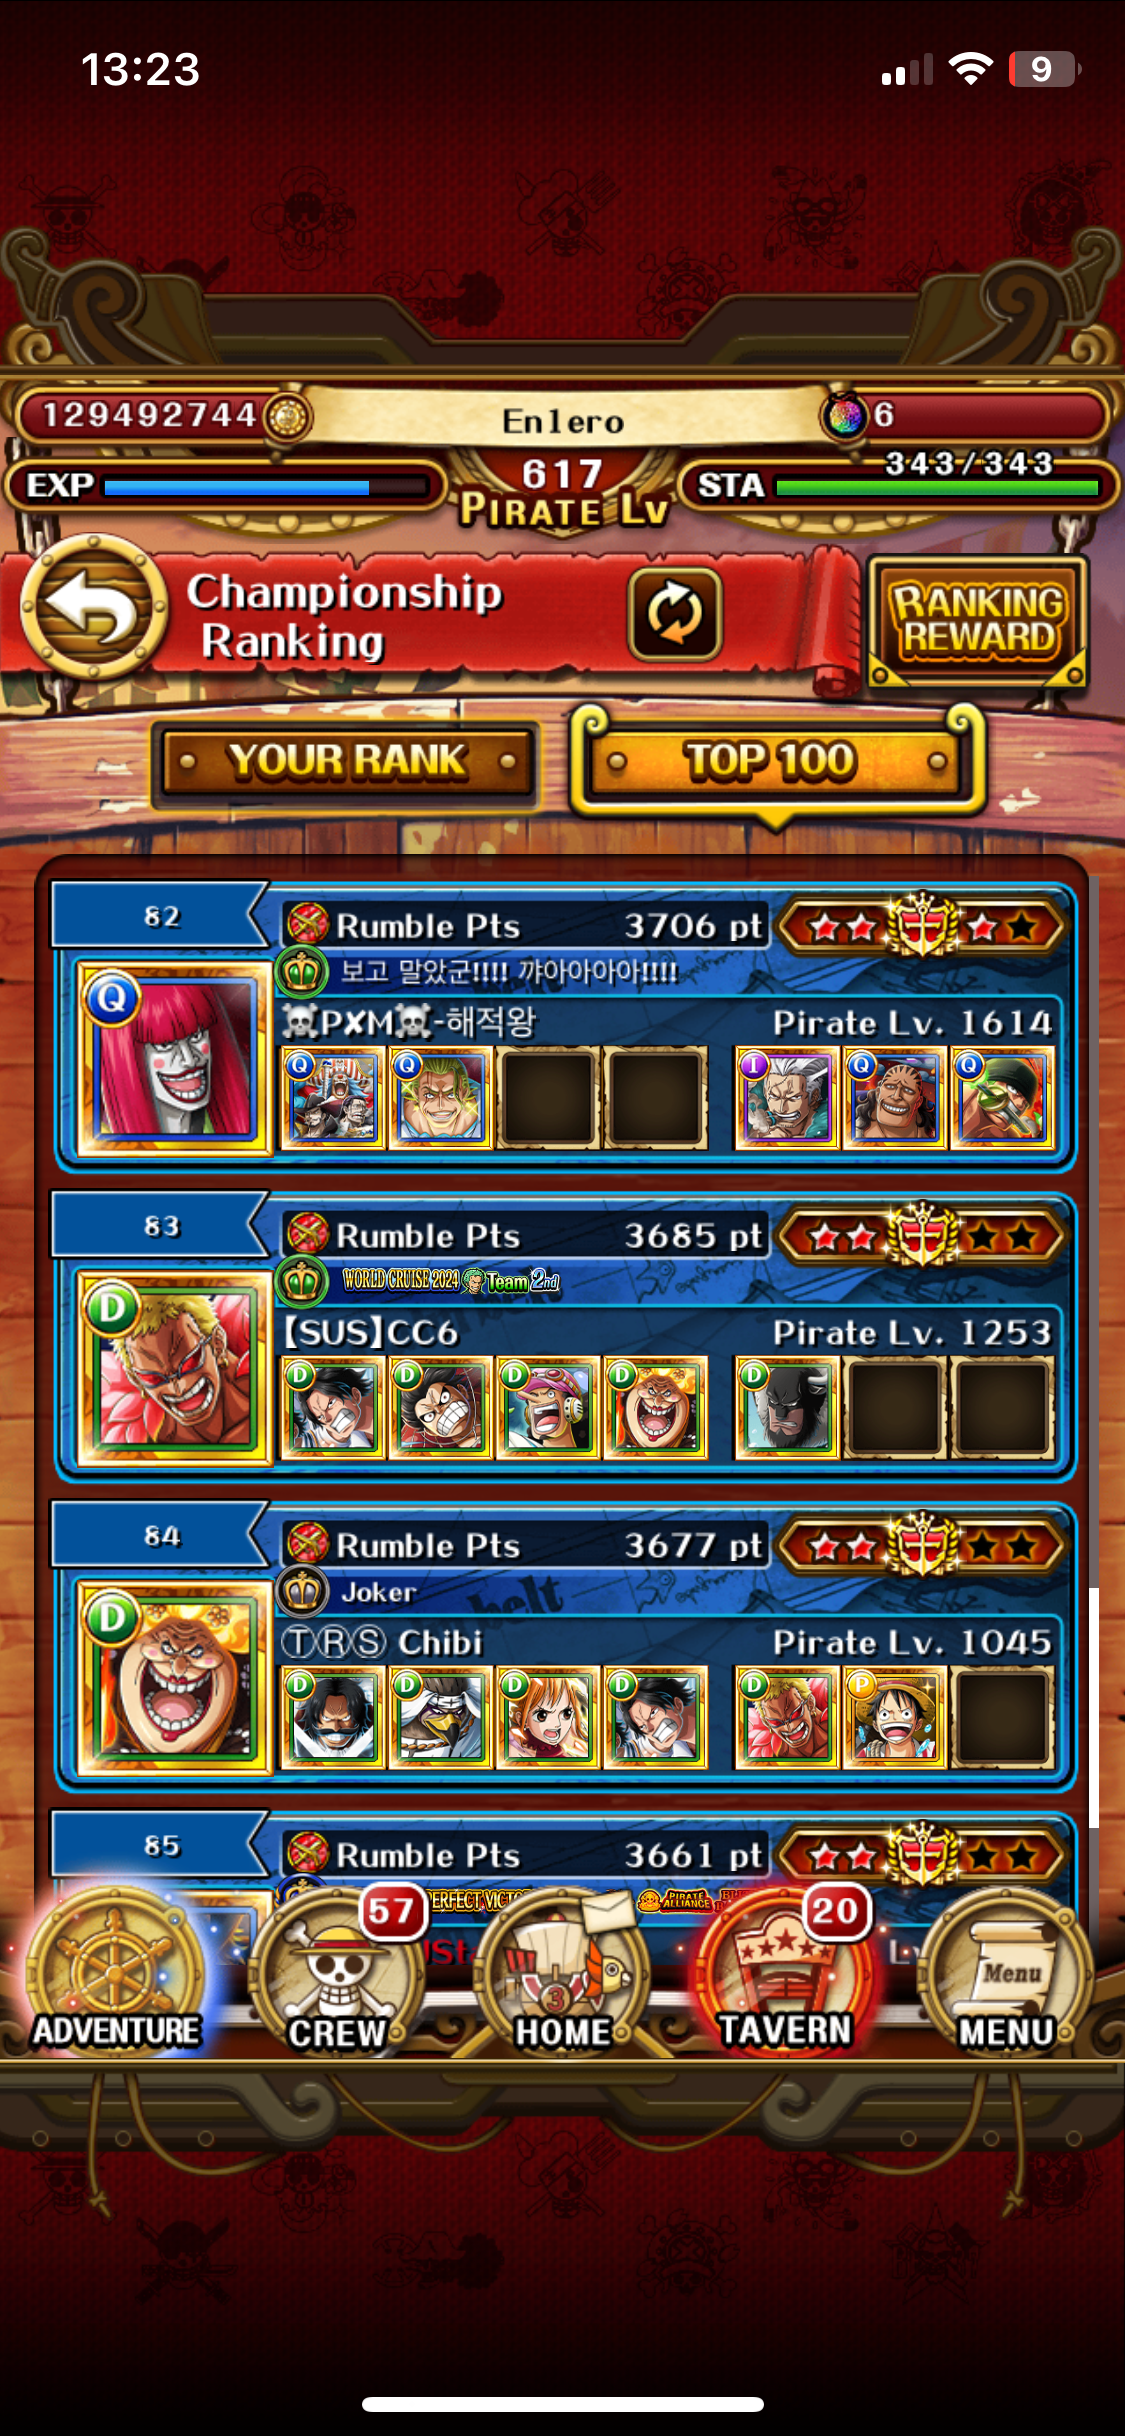 13:23
9
129492744
En1ero
6
EXP
617
PIRATE Lv
STA
343/343
Championship
Ranking
RANKING
REWARD
YOUR RANK
TOP 100
82
Rumble Pts 3706 pt
보고 말았군!!!! 꺄아아아아!!!!
☠️P✘M☠️-해적왕 Pirate Lv. 1614
Q
Q
Q
I
Q
Q
83
Rumble Pts 3685 pt
WORLD CRUISE 2024 Team 2nd
【SUS】CC6 Pirate Lv. 1253
D
D
D
D
D
D
84
Rumble Pts 3677 pt
Joker
ⓉⓇⓈ Chibi Pirate Lv. 1045
D
D
D
D
D
D
P
85
Rumble Pts 3661 pt
PIRATE ALLIANCE
57
20
3
Menu
ADVENTURE
CREW
HOME
TAVERN
MENU